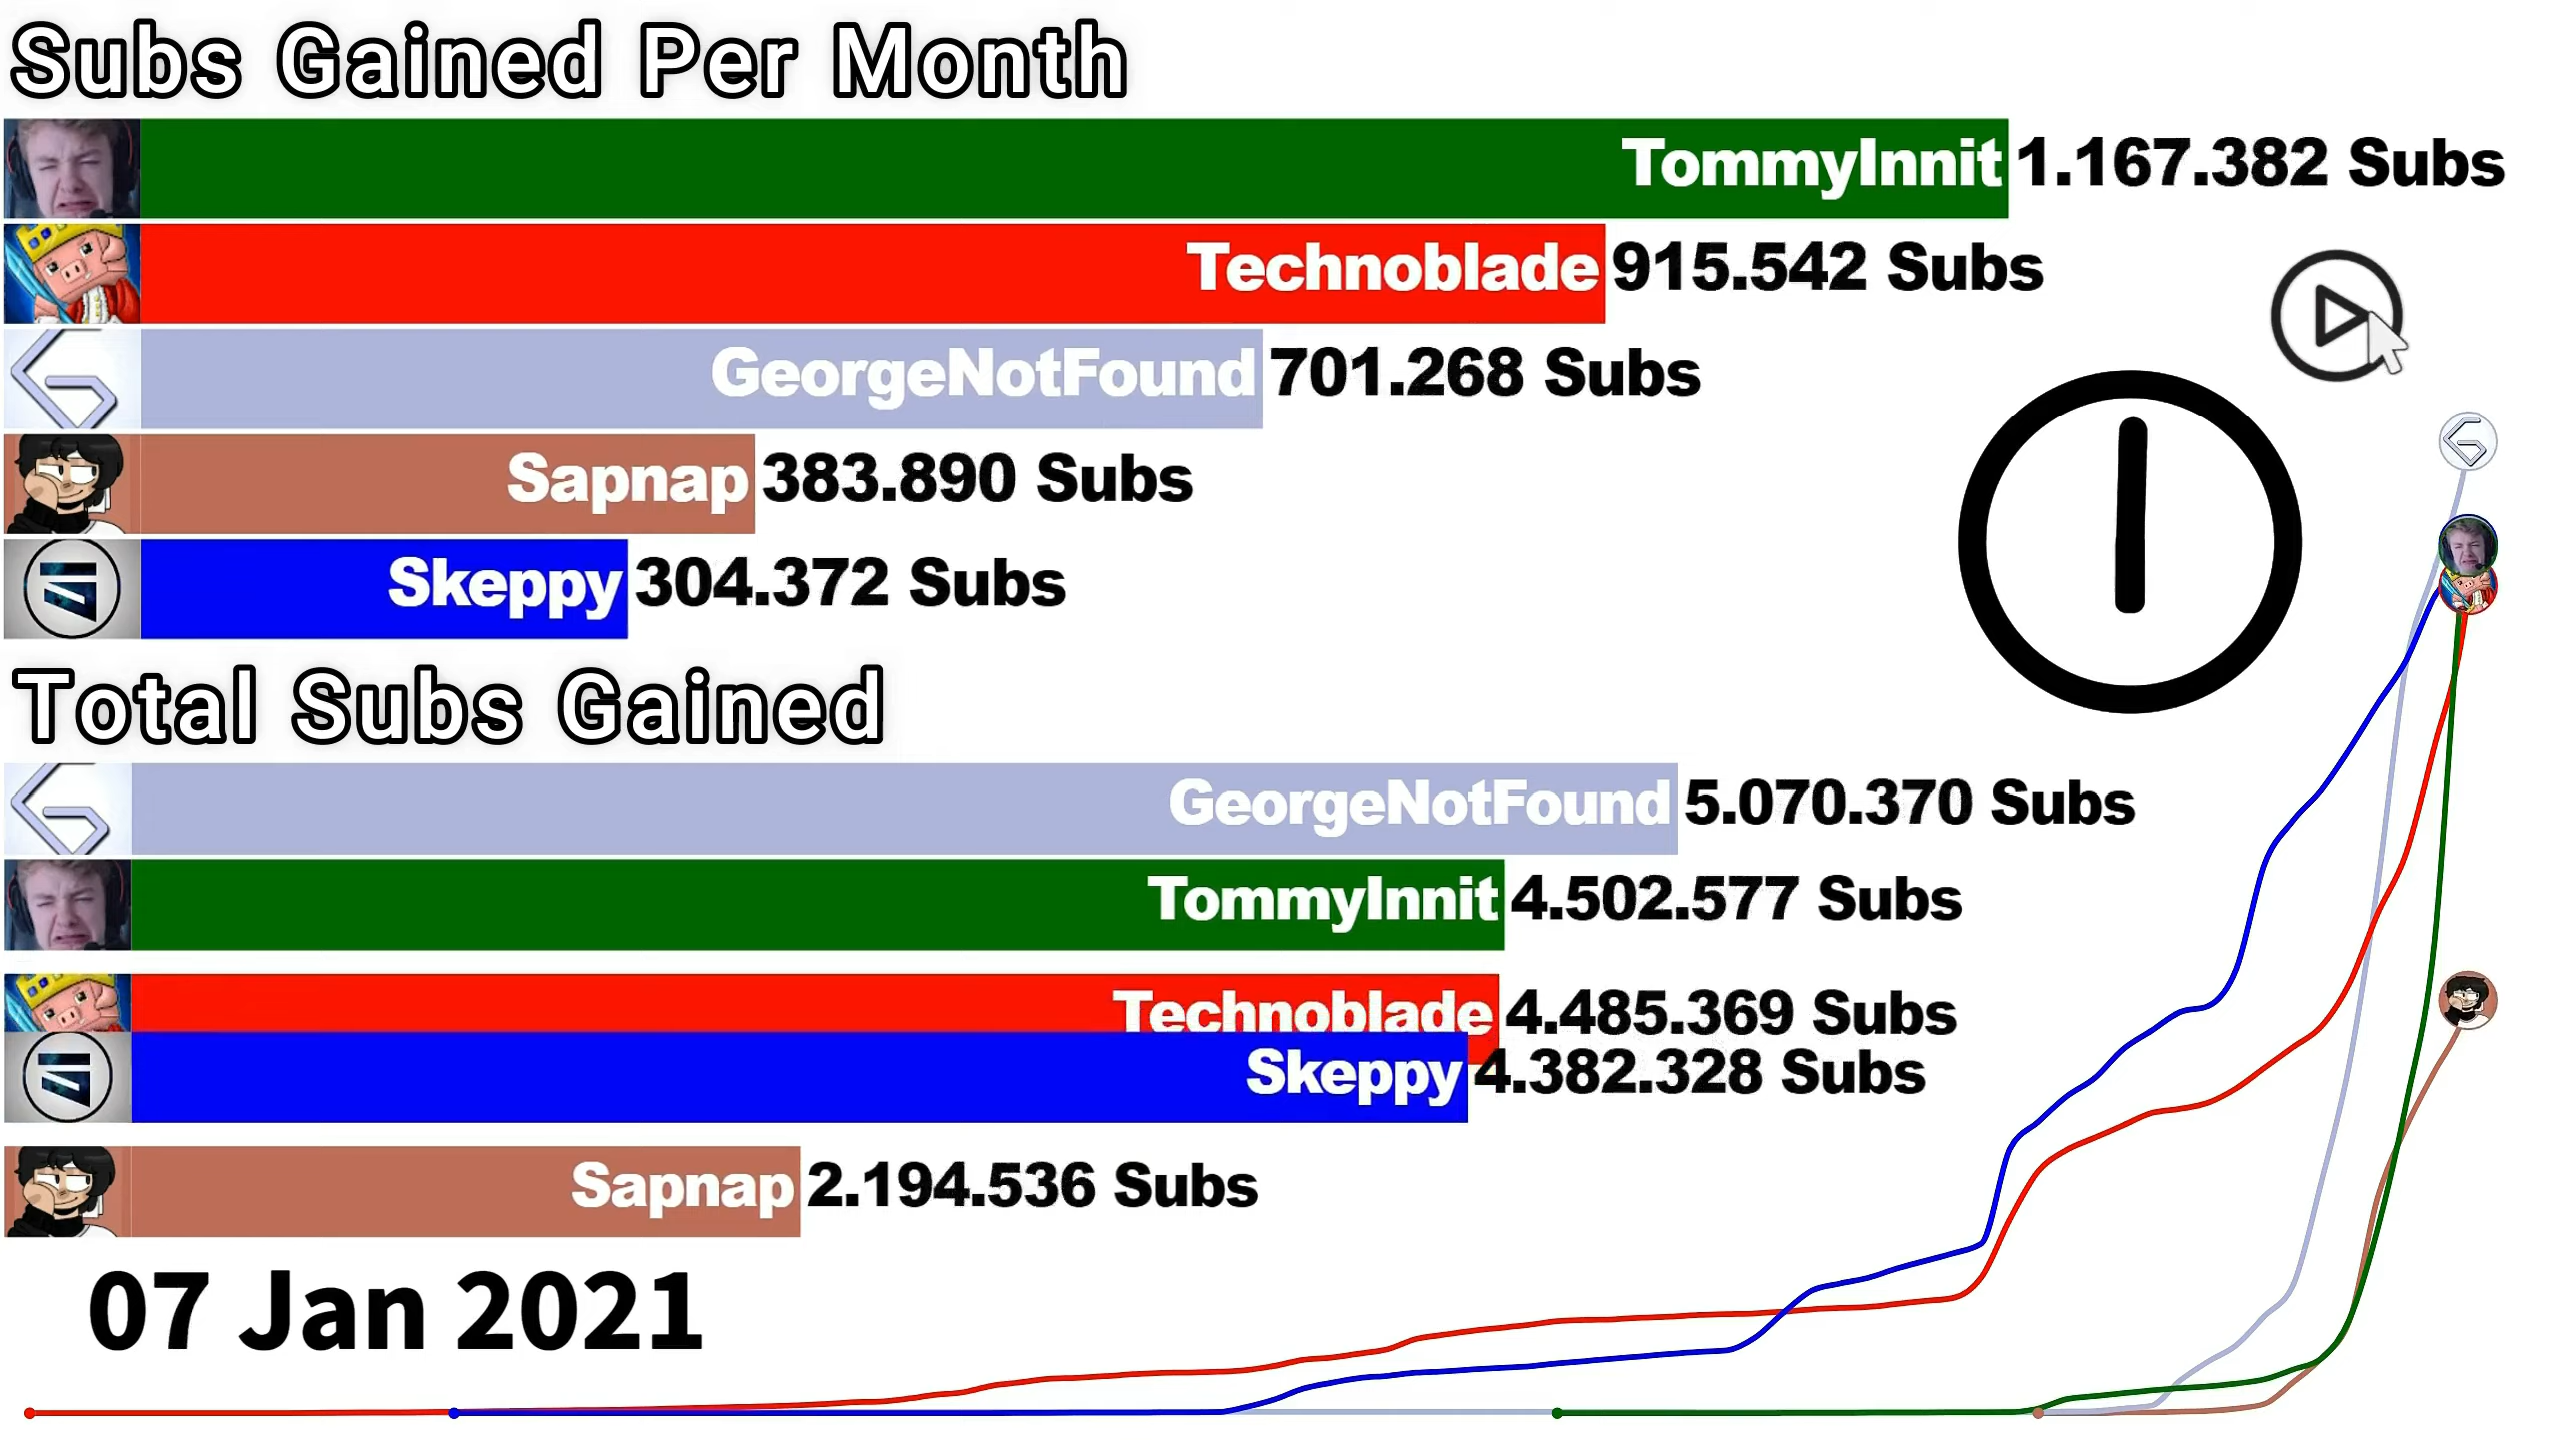 Subs Gained Per Month
TommyInnit 1.167.382 Subs
Technoblade 915.542 Subs
GeorgeNotFound 701.268 Subs
Sapnap 383.890 Subs
Skeppy 304.372 Subs
Total Subs Gained
GeorgeNotFound 5.070.370 Subs
TommyInnit 4.502.577 Subs
Technoblade 4.485.369 Subs
Skeppy 4.382.328 Subs
Sapnap 2.194.536 Subs
07 Jan 2021